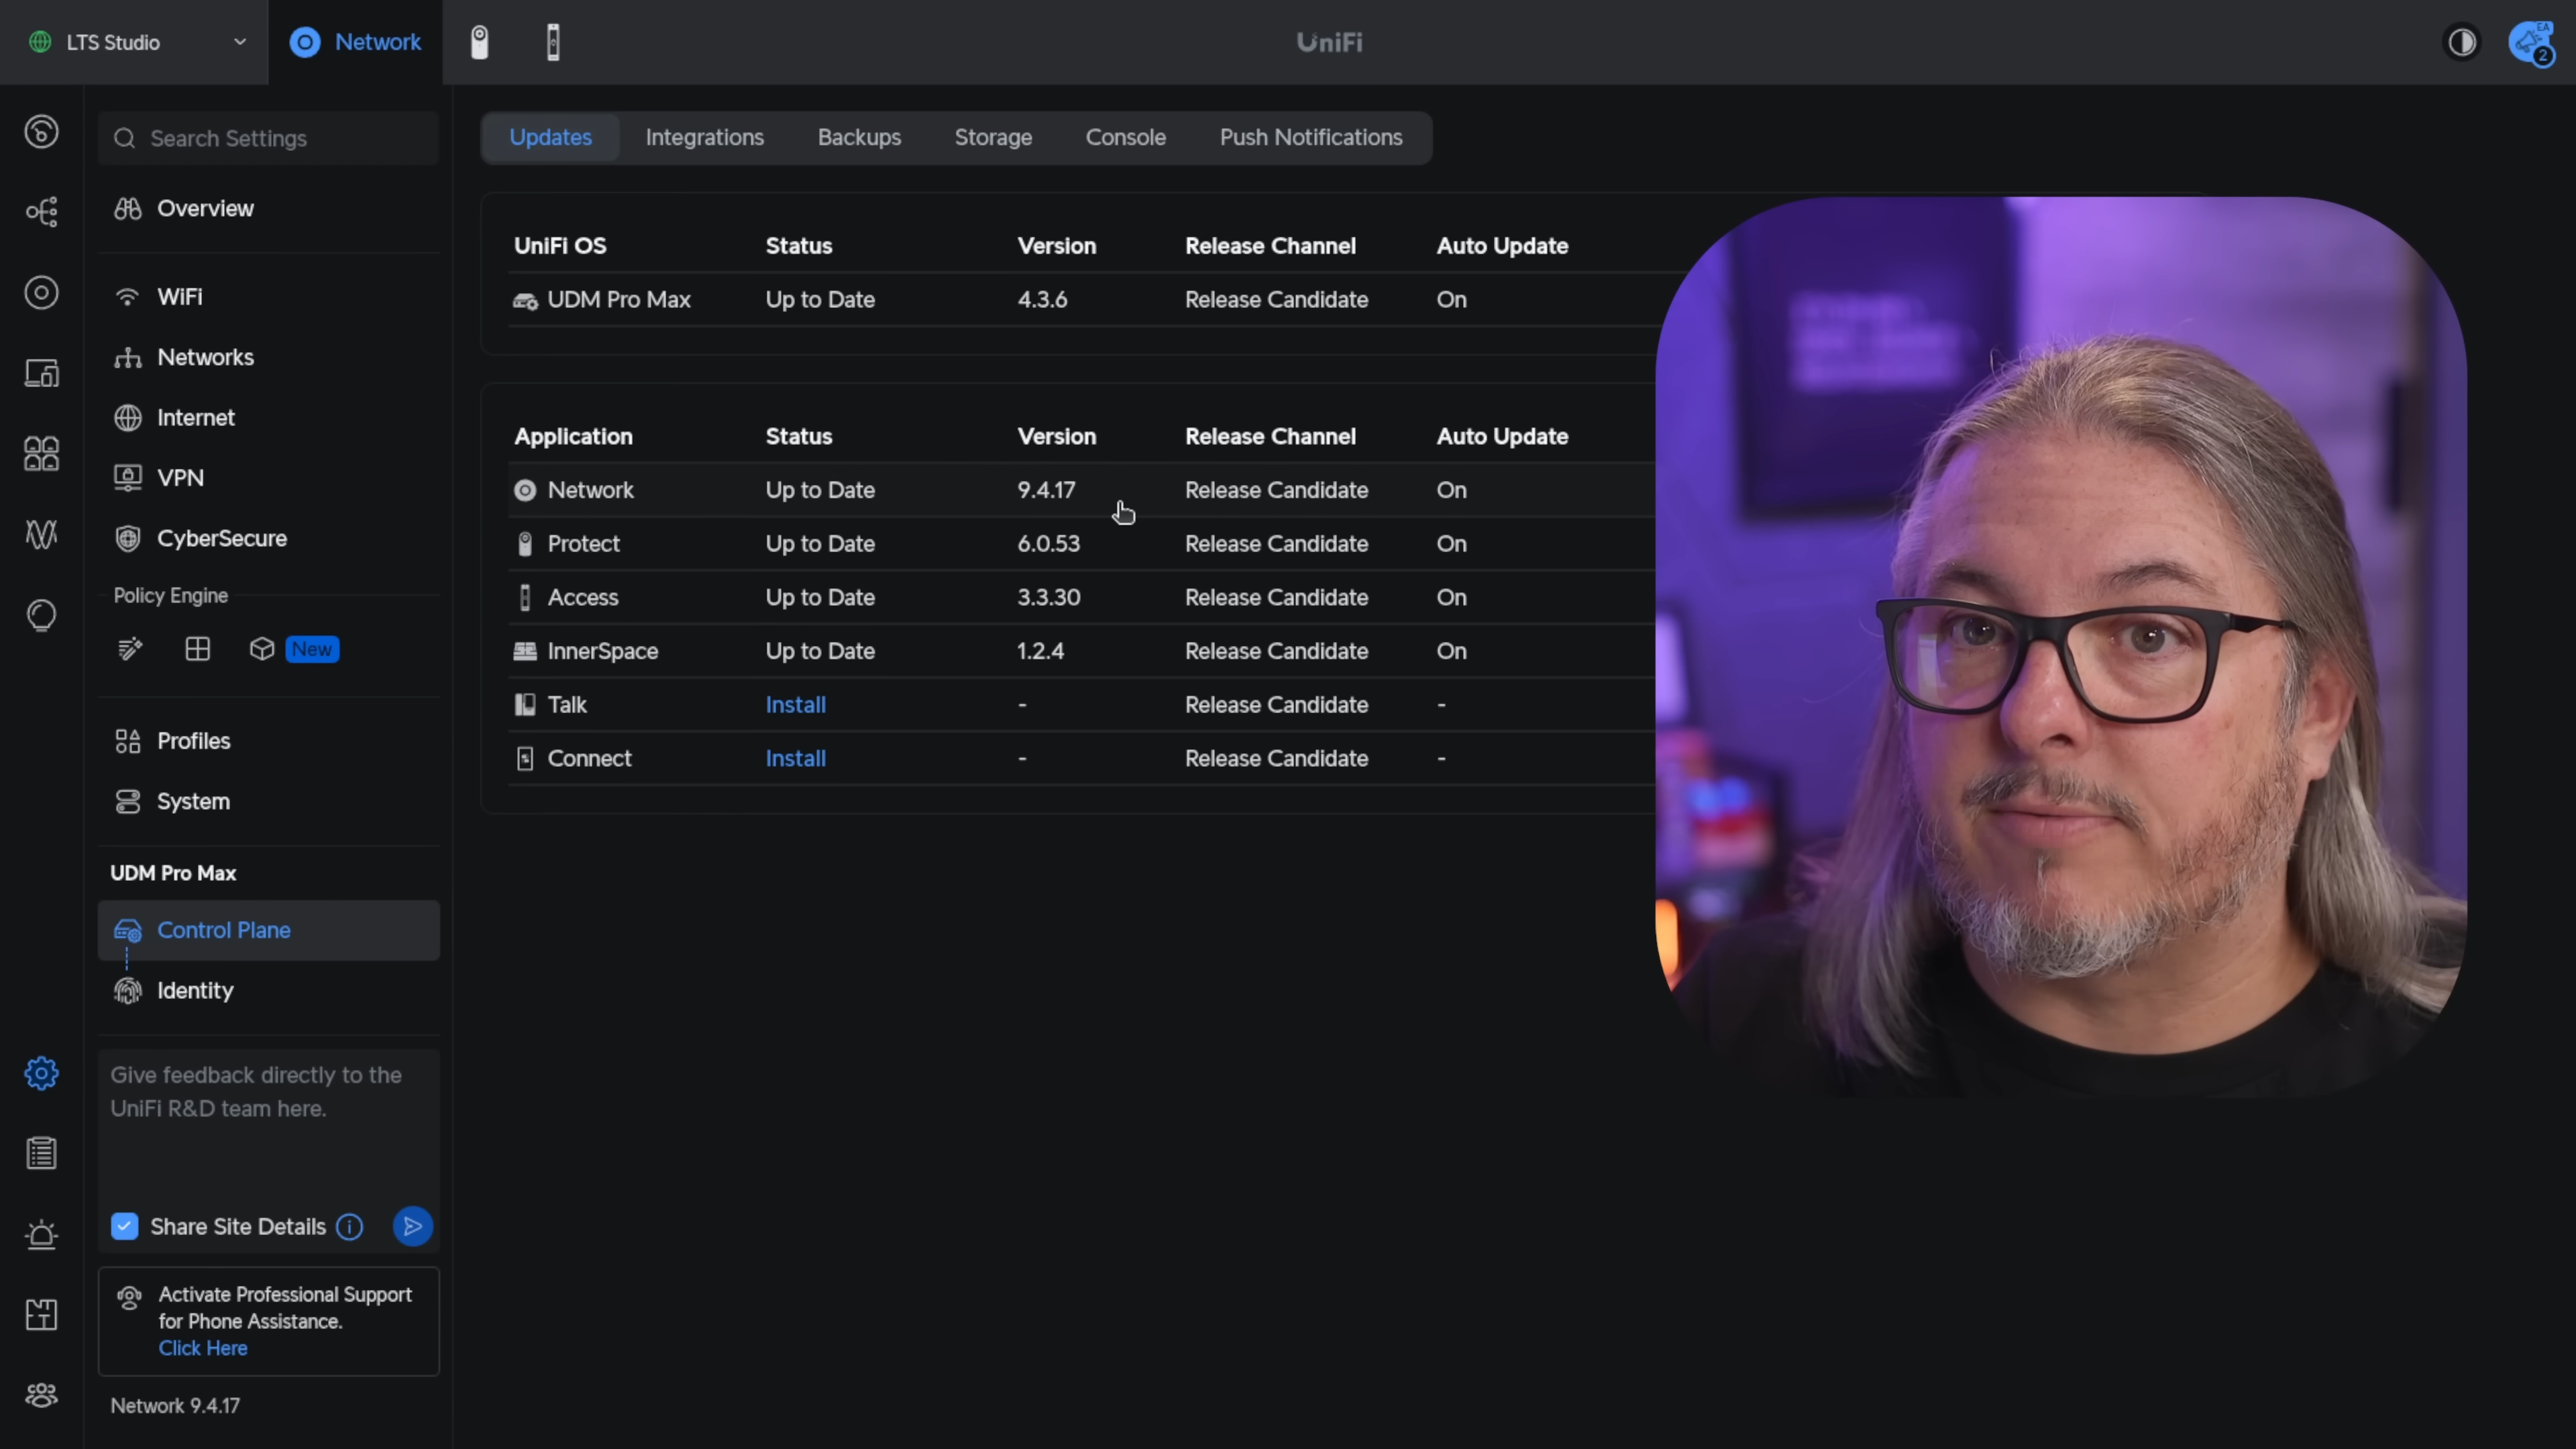 LTS Studio
Network
UniFi
EA
2
Search Settings
Overview
WiFi
Networks
Internet
VPN
CyberSecure
Policy Engine
New
Profiles
System
UDM Pro Max
Control Plane
Identity
Give feedback directly to the
UniFi R&D team here.
Share Site Details
Activate Professional Support
for Phone Assistance.
Click Here
Network 9.4.17
Updates Integrations Backups Storage Console Push Notifications
UniFi OS Status Version Release Channel Auto Update
UDM Pro Max Up to Date 4.3.6 Release Candidate On
Application Status Version Release Channel Auto Update
Network Up to Date 9.4.17 Release Candidate On
Protect Up to Date 6.0.53 Release Candidate On
Access Up to Date 3.3.30 Release Candidate On
InnerSpace Up to Date 1.2.4 Release Candidate On
Talk Install - Release Candidate -
Connect Install - Release Candidate -